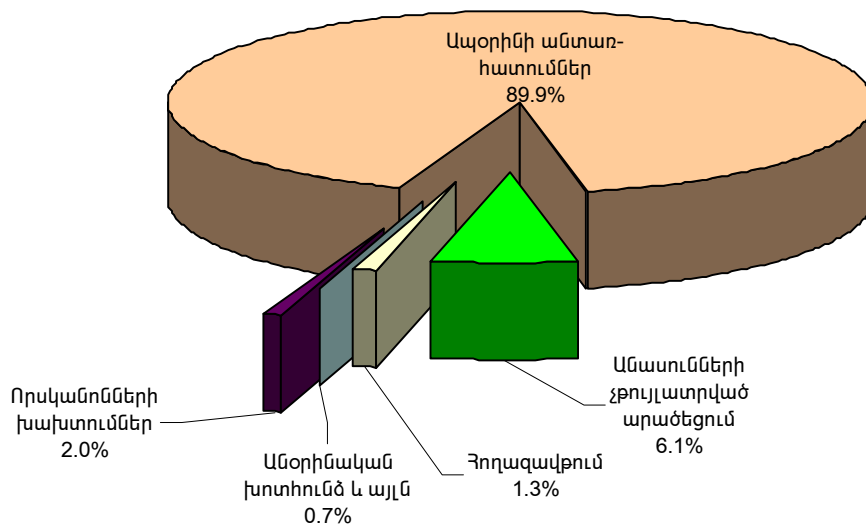 Ապօրինի անտառ-
հատումներ
89.9%
Անասունների
չթույլատրված
արածեցում
6.1%
Հողազավթում
1.3%
Անօրինական
խոտհունձ և այլն
0.7%
Որսկանոնների
խախտումներ
2.0%